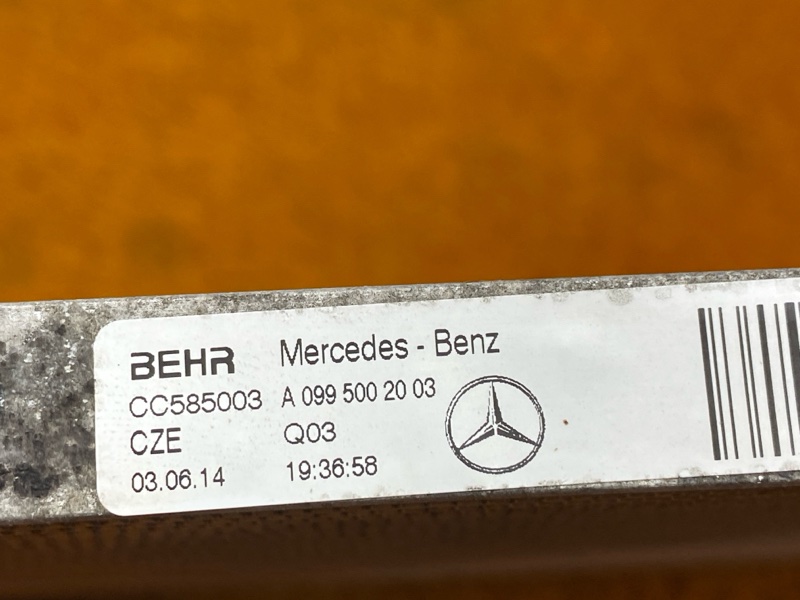 BEHR Mercedes - Benz
CC585003 A 099 500 20 03
CZE Q03
03.06.14 19:36:58